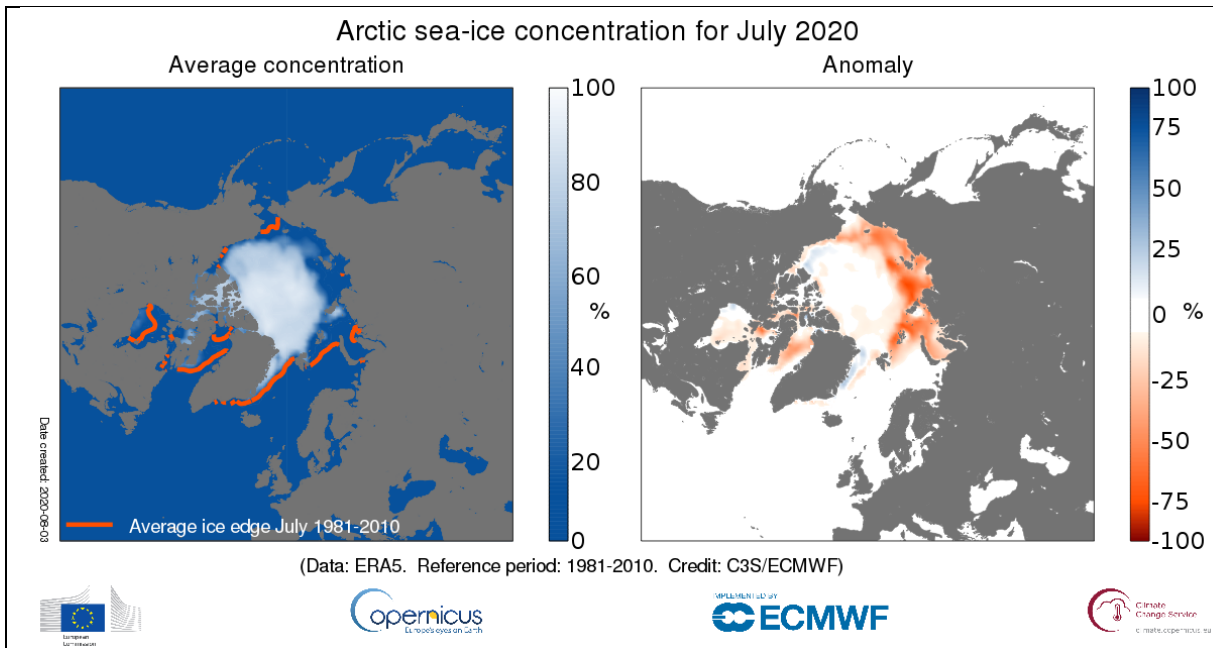 Arctic sea-ice concentration for July 2020
Average concentration
Anomaly
100
80
60
%
40
20
0
100
75
50
25
0
%
-25
-50
-75
-100
Date created: 2020-08-03
Average ice edge July 1981-2010
(Data: ERA5. Reference period: 1981-2010. Credit: C3S/ECMWF)
European
Commission
opernicus
Europe's eyes on Earth
IMPLEMENTED BY
ECMWF
Climate
Change Service
climate.copernicus.eu